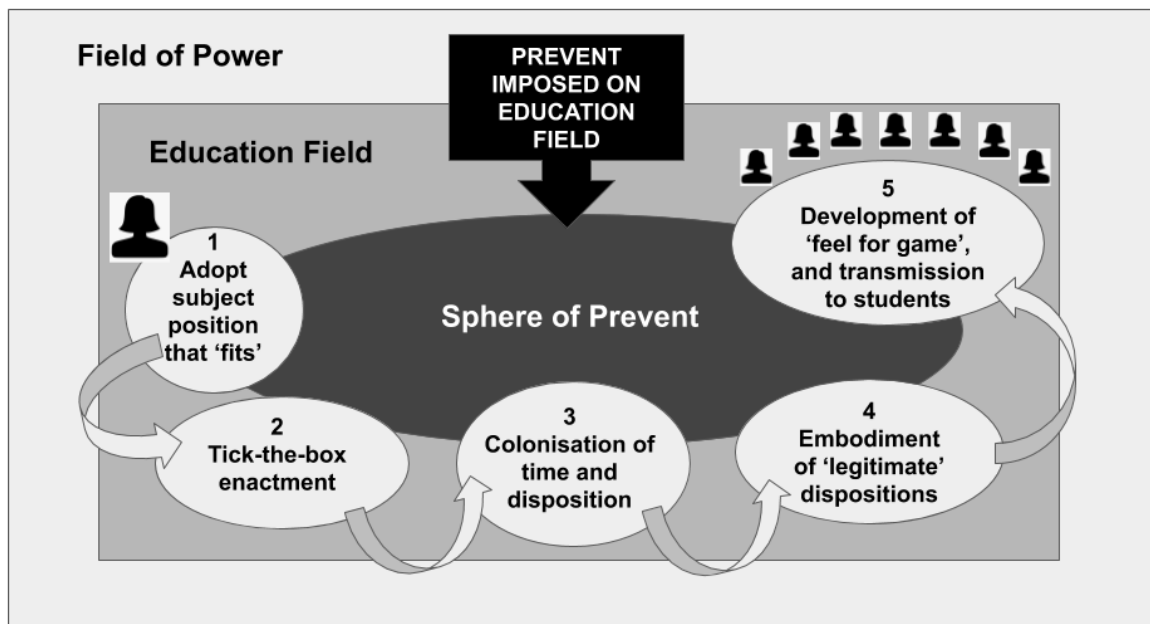 Field of Power
PREVENT
IMPOSED ON
EDUCATION
FIELD
Education Field
1
Adopt
subject
position
that ‘fits’
2
Tick-the-box
enactment
3
Colonisation of
time and
disposition
4
Embodiment
of ‘legitimate’
dispositions
5
Development of
‘feel for game’,
and transmission
to students
Sphere of Prevent